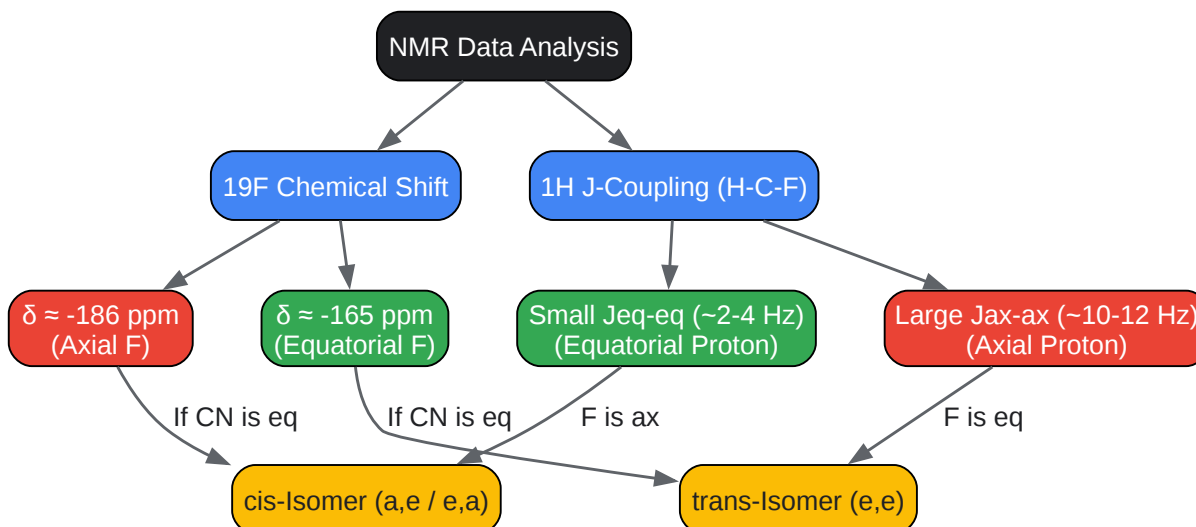 NMR Data Analysis
19F Chemical Shift
1H J-Coupling (H-C-F)
δ ≈ -186 ppm
(Axial F)
δ ≈ -165 ppm
(Equatorial F)
Small Jeq-eq (~2-4 Hz)
(Equatorial Proton)
Large Jax-ax (~10-12 Hz)
(Axial Proton)
If CN is eq
If CN is eq
F is ax
F is eq
cis-Isomer (a,e / e,a)
trans-Isomer (e,e)